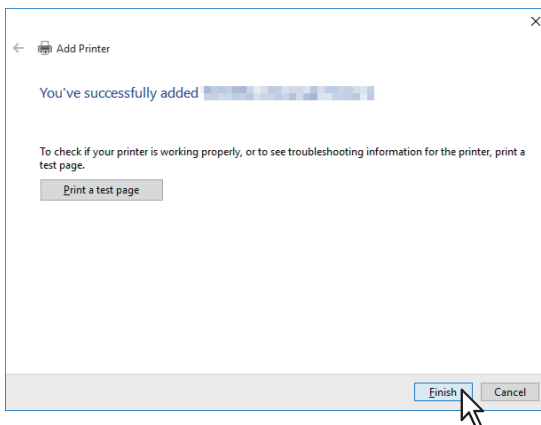 Add Printer
You've successfully added
To check if your printer is working properly, or to see troubleshooting information for the printer, print a
test page.
Print a test page
Finish
Cancel